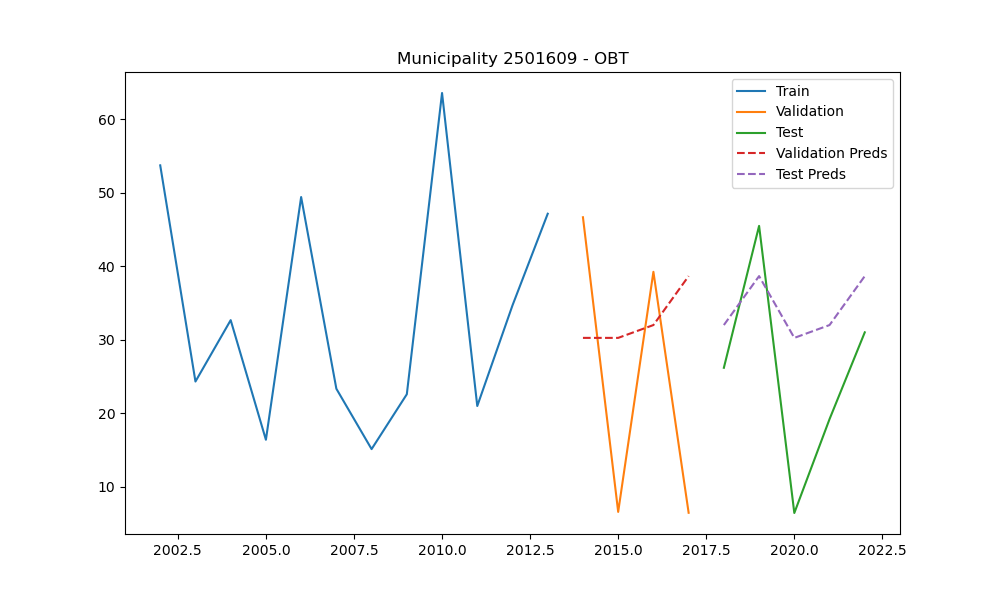 Municipality 2501609 - OBT
Train
Validation
Test
Validation Preds
Test Preds
60
50
40
30
20
10
2002.5 2005.0 2007.5 2010.0 2012.5 2015.0 2017.5 2020.0 2022.5